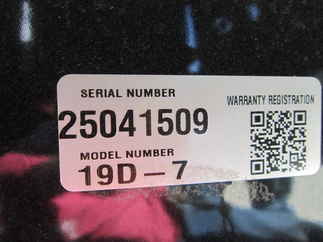 SERIAL NUMBER
WARRANTY REGISTRATION
25041509
MODEL NUMBER
19D-7